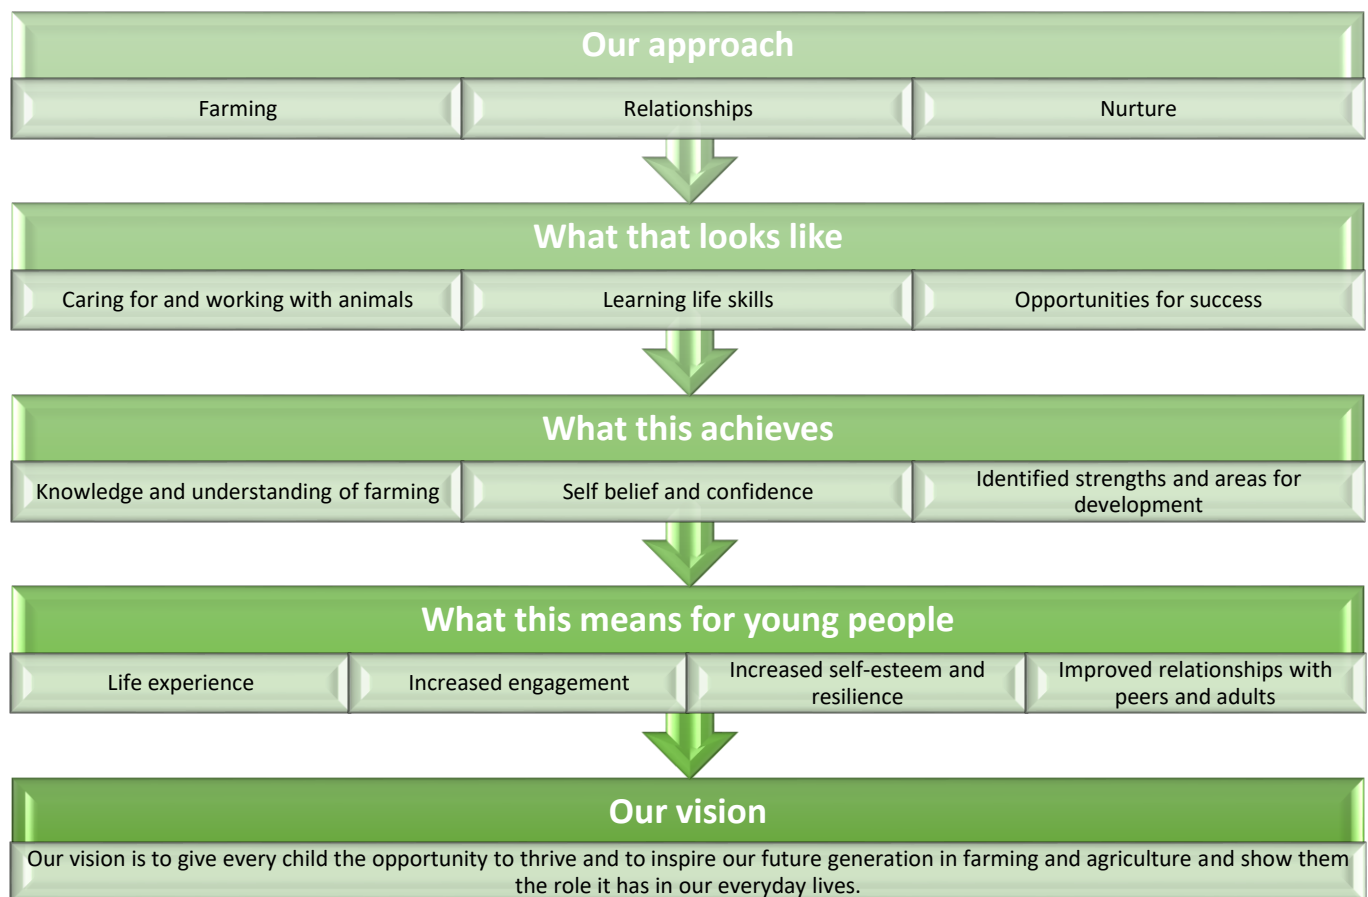 Our approach
Farming
Relationships
Nurture
What that looks like
Caring for and working with animals
Learning life skills
Opportunities for success
What this achieves
Knowledge and understanding of farming
Self belief and confidence
Identified strengths and areas for
development
What this means for young people
Life experience
Increased engagement
Increased self-esteem and
resilience
Improved relationships with
peers and adults
Our vision
Our vision is to give every child the opportunity to thrive and to inspire our future generation in farming and agriculture and show them
the role it has in our everyday lives.